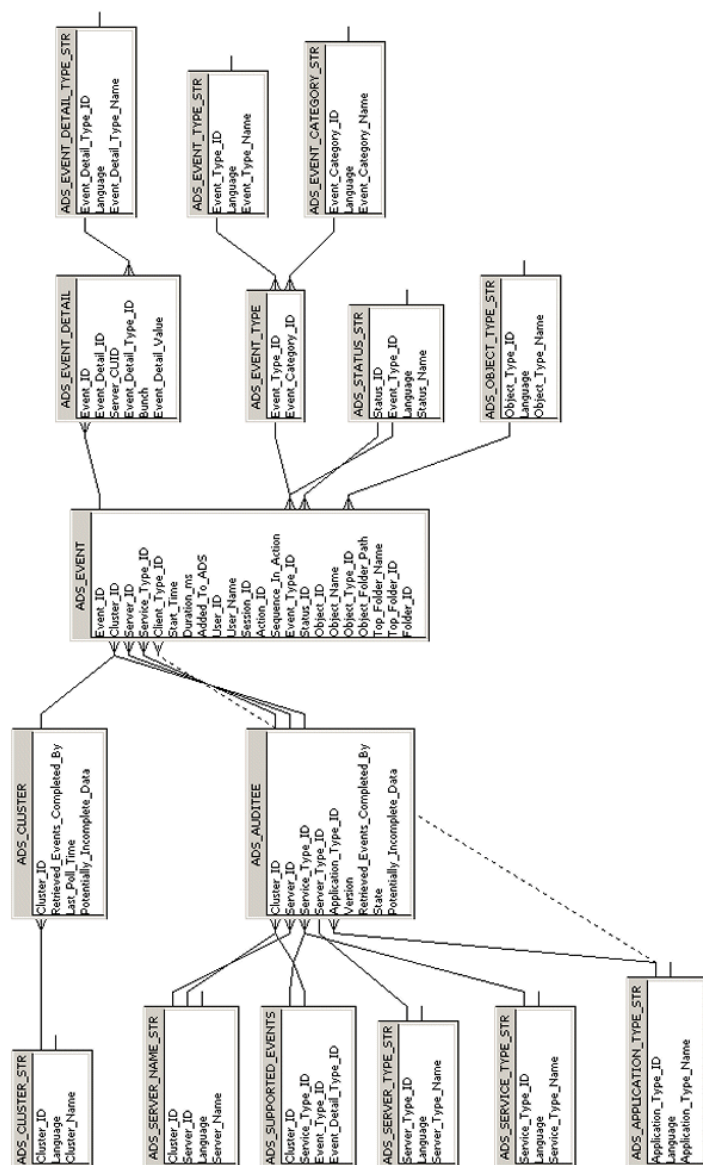 ADS_EVENT_DETAIL_TYPE_STR
Event_Detail_Type_ID
Language
Event_Detail_Type_Name
ADS_EVENT_TYPE_STR
Event_Type_ID
Language
Event_Type_Name
ADS_EVENT_CATEGORY_STR
Event_Category_ID
Language
Event_Category_Name
ADS_EVENT_DETAIL
Event_ID
Event_Detail_ID
Server_CUID
Event_Detail_Type_ID
Bunch
Event_Detail_Value
ADS_EVENT_TYPE
Event_Type_ID
Event_Category_ID
ADS_STATUS_STR
Status_ID
Event_Type_ID
Language
Status_Name
ADS_OBJECT_TYPE_STR
Object_Type_ID
Language
Object_Type_Name
ADS_EVENT
Event_ID
Cluster_ID
Server_ID
Service_Type_ID
Client_Type_ID
Start_Time
Duration_ms
Added_To_ADS
User_ID
User_Name
Session_ID
Action_ID
Sequence_In_Action
Event_Type_ID
Status_ID
Object_ID
Object_Name
Object_Type_ID
Object_Folder_Path
Top_Folder_Name
Top_Folder_ID
Folder_ID
ADS_CLUSTER
Cluster_ID
Retrieved_Events_Completed_By
Last_Poll_Time
Potentially_Incomplete_Data
ADS_AUDITEE
Cluster_ID
Server_ID
Service_Type_ID
Server_Type_ID
Application_Type_ID
Version
Retrieved_Events_Completed_By
State
Potentially_Incomplete_Data
ADS_CLUSTER_STR
Cluster_ID
Language
Cluster_Name
ADS_SERVER_NAME_STR
Cluster_ID
Server_ID
Language
Server_Name
ADS_SUPPORTED_EVENTS
Cluster_ID
Service_Type_ID
Event_Type_ID
Event_Detail_Type_ID
ADS_SERVER_TYPE_STR
Server_Type_ID
Language
Server_Type_Name
ADS_SERVICE_TYPE_STR
Service_Type_ID
Language
Service_Type_Name
ADS_APPLICATION_TYPE_STR
Application_Type_ID
Language
Application_Type_Name